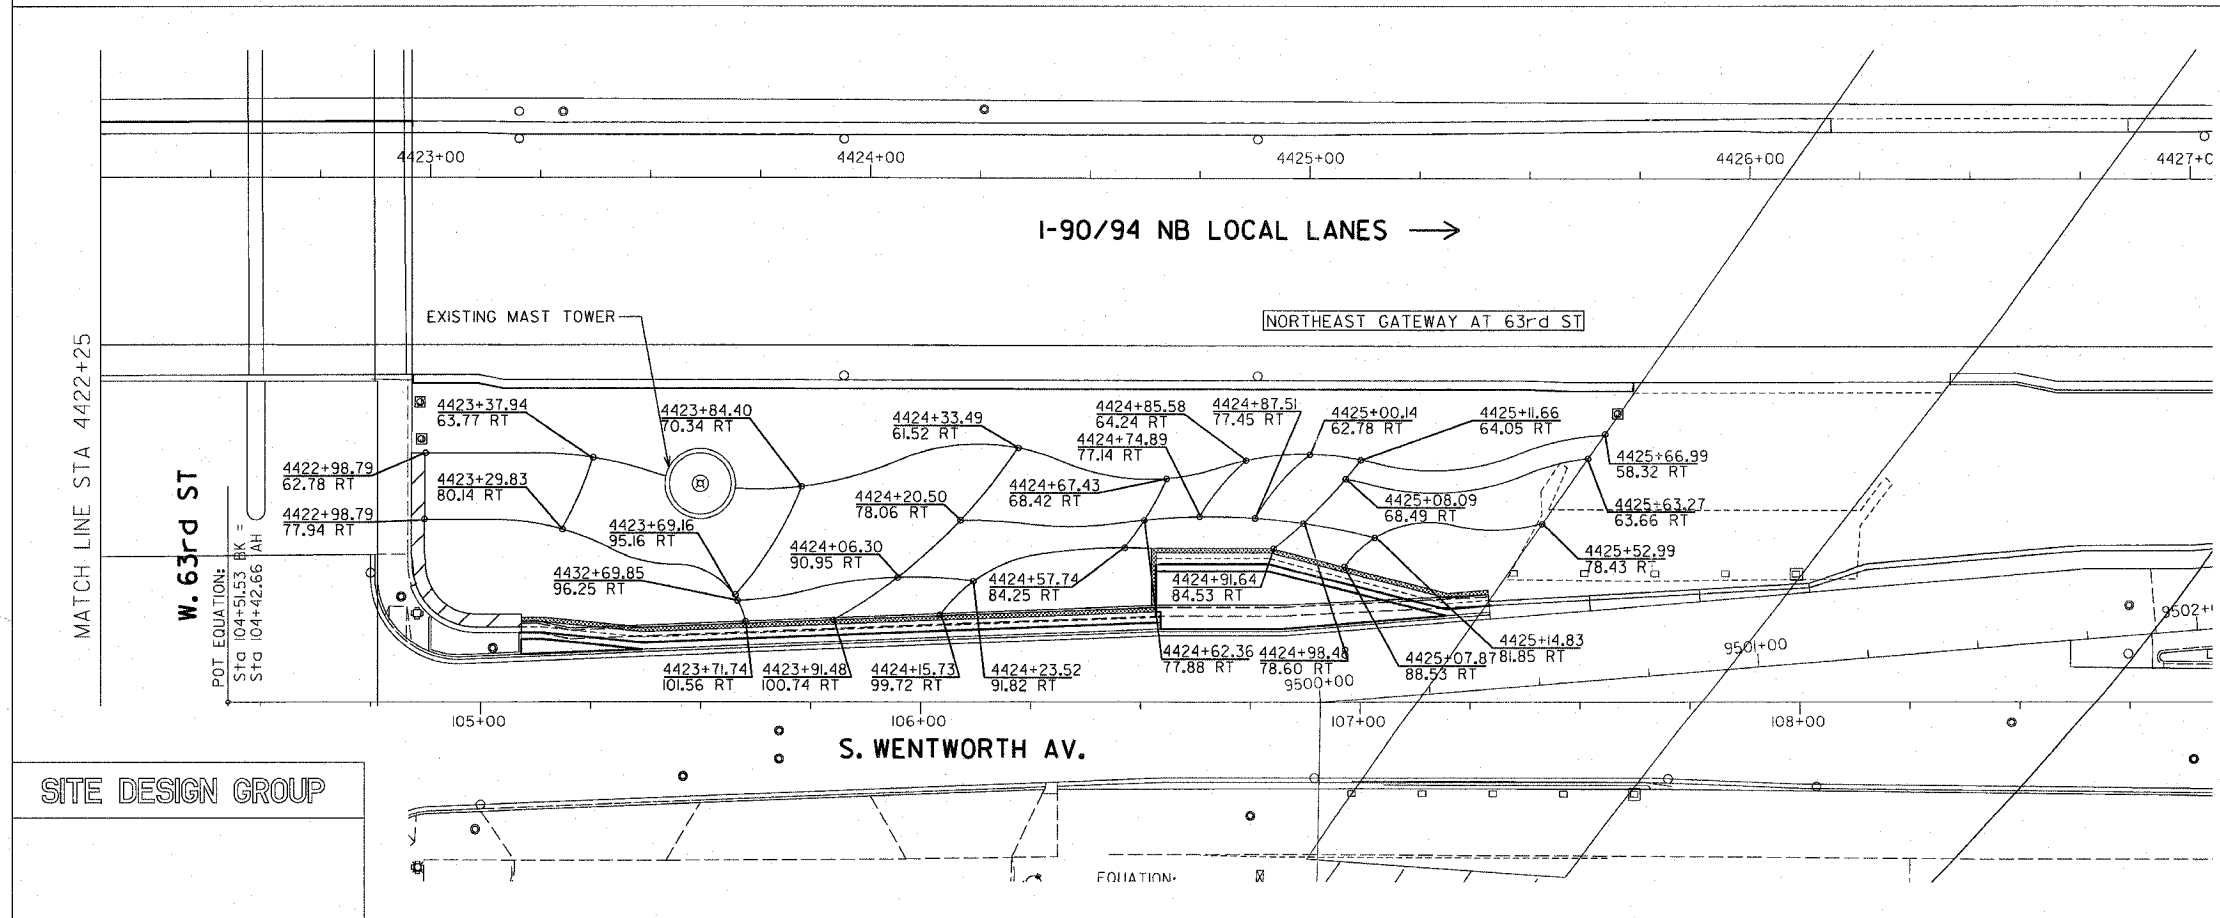 4423+00
4424+00
4425+00
4426+00
4427+0
I-90/94 NB LOCAL LANES
EXISTING MAST TOWER
NORTHEAST GATEWAY AT 63rd ST
MATCH LINE STA 4422+25
W. 63rd ST
POT EQUATION:
Sta 104+51.53 BK =
Sta 104+42.66 AH
4422+98.79
62.78 RT
4422+98.79
77.94 RT
4423+37.94
63.77 RT
4423+29.83
80.14 RT
4423+84.40
70.34 RT
4423+69.16
95.16 RT
4432+69.85
96.25 RT
4424+33.49
61.52 RT
4424+20.50
78.06 RT
4424+06.30
90.95 RT
4424+85.58
64.24 RT
4424+74.89
77.14 RT
4424+67.43
68.42 RT
4424+87.51
77.45 RT
4425+00.14
62.78 RT
4425+11.66
64.05 RT
4425+66.99
58.32 RT
4425+08.09
68.49 RT
4425+63.27
63.66 RT
4425+52.99
78.43 RT
4424+57.74
84.25 RT
4424+91.64
84.53 RT
4423+71.74
101.56 RT
4423+91.48
100.74 RT
4424+15.73
99.72 RT
4424+23.52
91.82 RT
4424+62.36
77.88 RT
4424+98.48
78.60 RT
4425+07.87
88.53 RT
4425+14.83
81.85 RT
9500+00
9501+00
9502+
105+00
106+00
107+00
108+00
S. WENTWORTH AV.
SITE DESIGN GROUP
EQUATION: